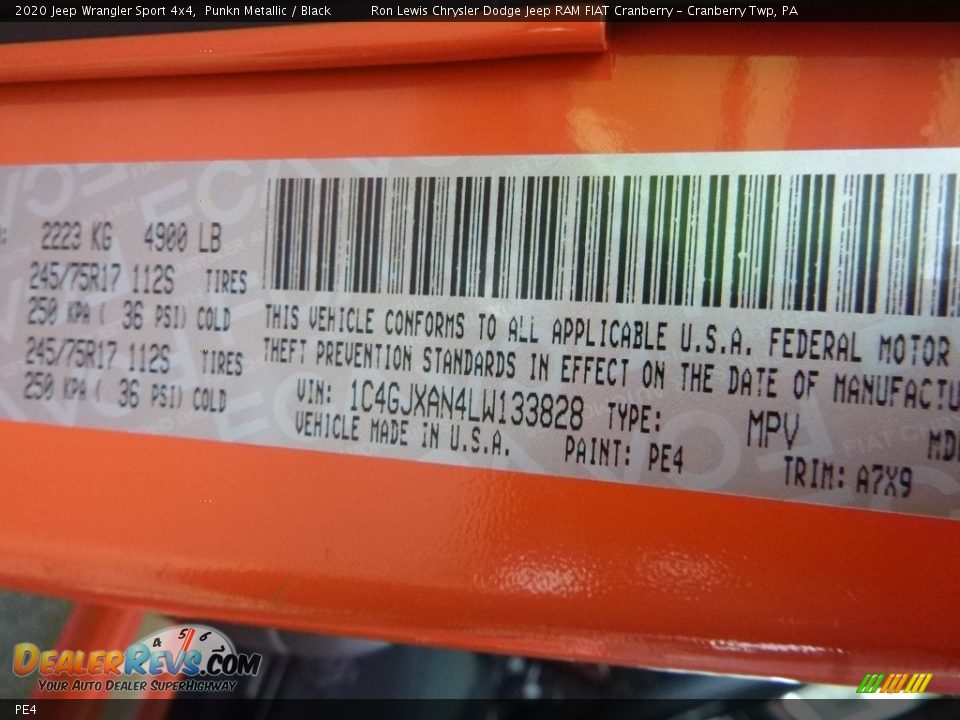 2020 Jeep Wrangler Sport 4x4, Punkn Metallic / Black Ron Lewis Chrysler Dodge Jeep RAM FIAT Cranberry - Cranberry Twp, PA
2223 KG 4900 LB
245/75R17 112S TIRES
250 KPA ( 36 PSI) COLD
245/75R17 112S TIRES
250 KPA ( 36 PSI) COLD
THIS VEHICLE CONFORMS TO ALL APPLICABLE U.S.A. FEDERAL MOTOR
THEFT PREVENTION STANDARDS IN EFFECT ON THE DATE OF MANUFACTU
VIN: 1C4GJXAN4LW133828 TYPE: MPV
VEHICLE MADE IN U.S.A. PAINT: PE4 MD
TRIM: A7X9
4 5 6
DEALERREVS.COM
YOUR AUTO DEALER SUPERHIGHWAY
PE4